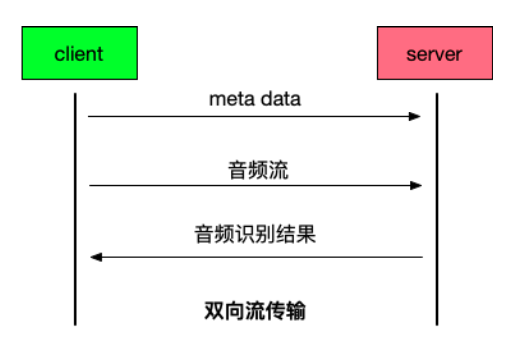 client
server
meta data
音频流
音频识别结果
双向流传输